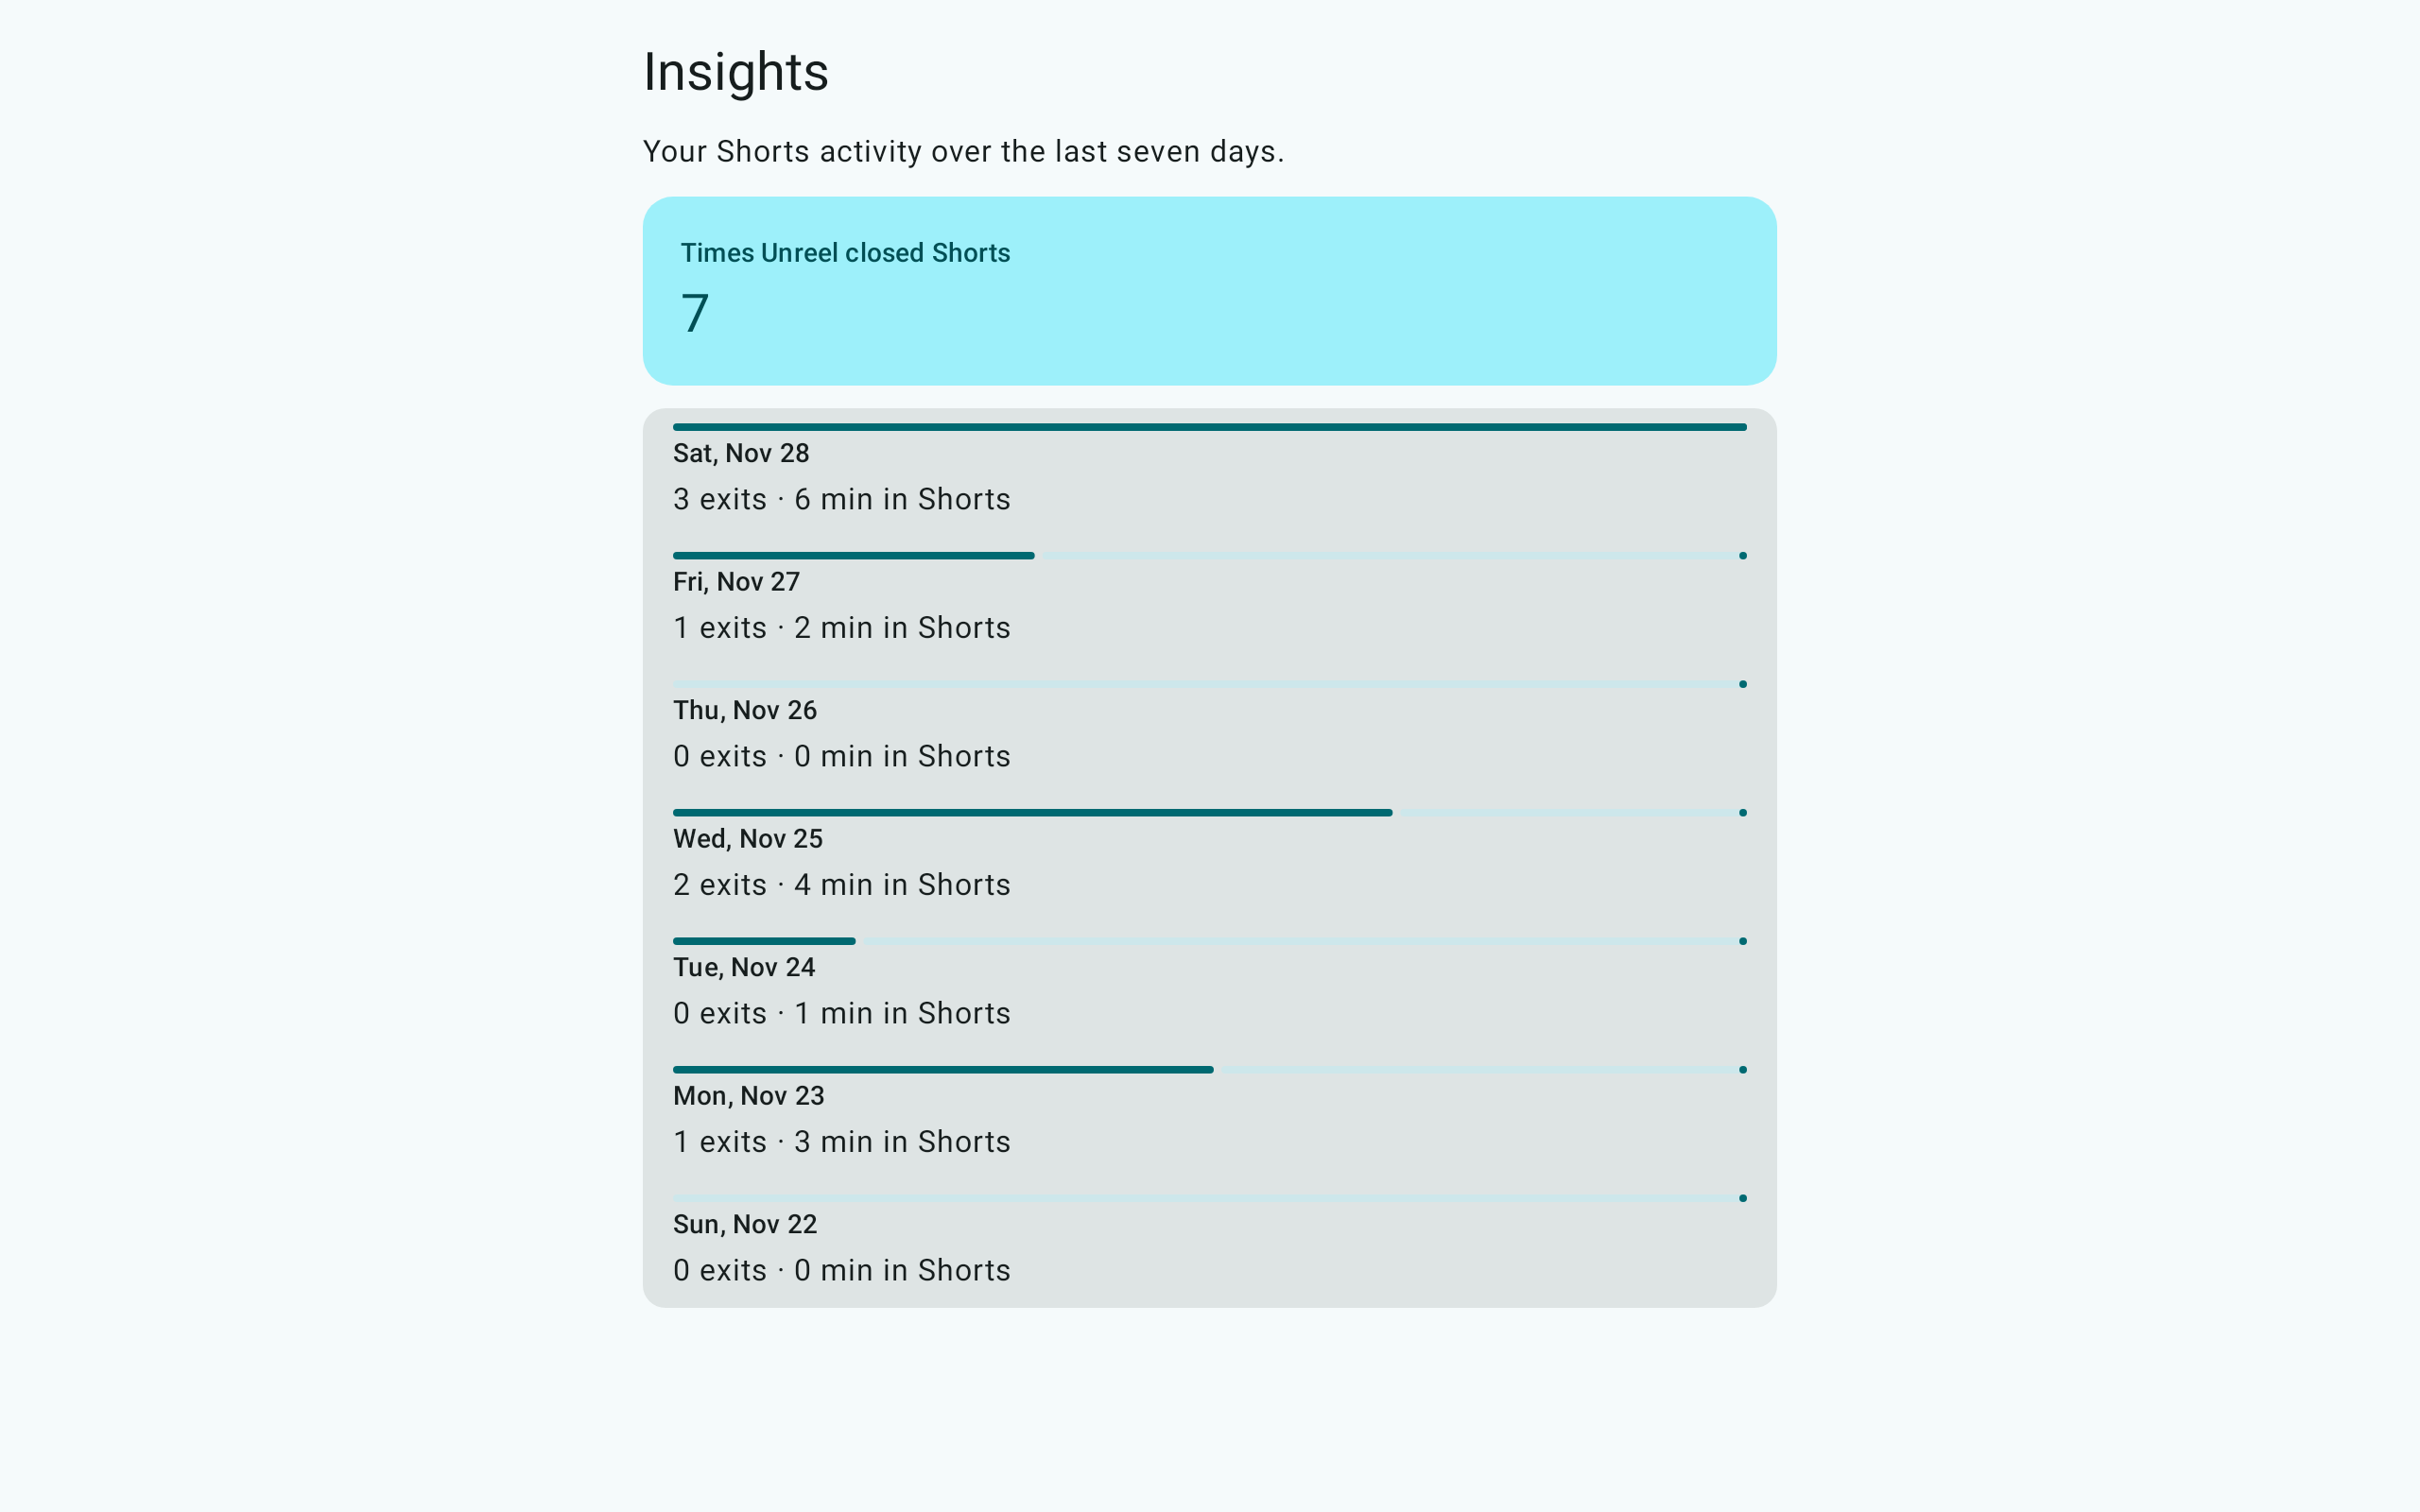 Insights
Your Shorts activity over the last seven days.
Times Unreel closed Shorts
7
Sat, Nov 28
3 exits · 6 min in Shorts
Fri, Nov 27
1 exits · 2 min in Shorts
Thu, Nov 26
0 exits · 0 min in Shorts
Wed, Nov 25
2 exits · 4 min in Shorts
Tue, Nov 24
0 exits · 1 min in Shorts
Mon, Nov 23
1 exits · 3 min in Shorts
Sun, Nov 22
0 exits · 0 min in Shorts